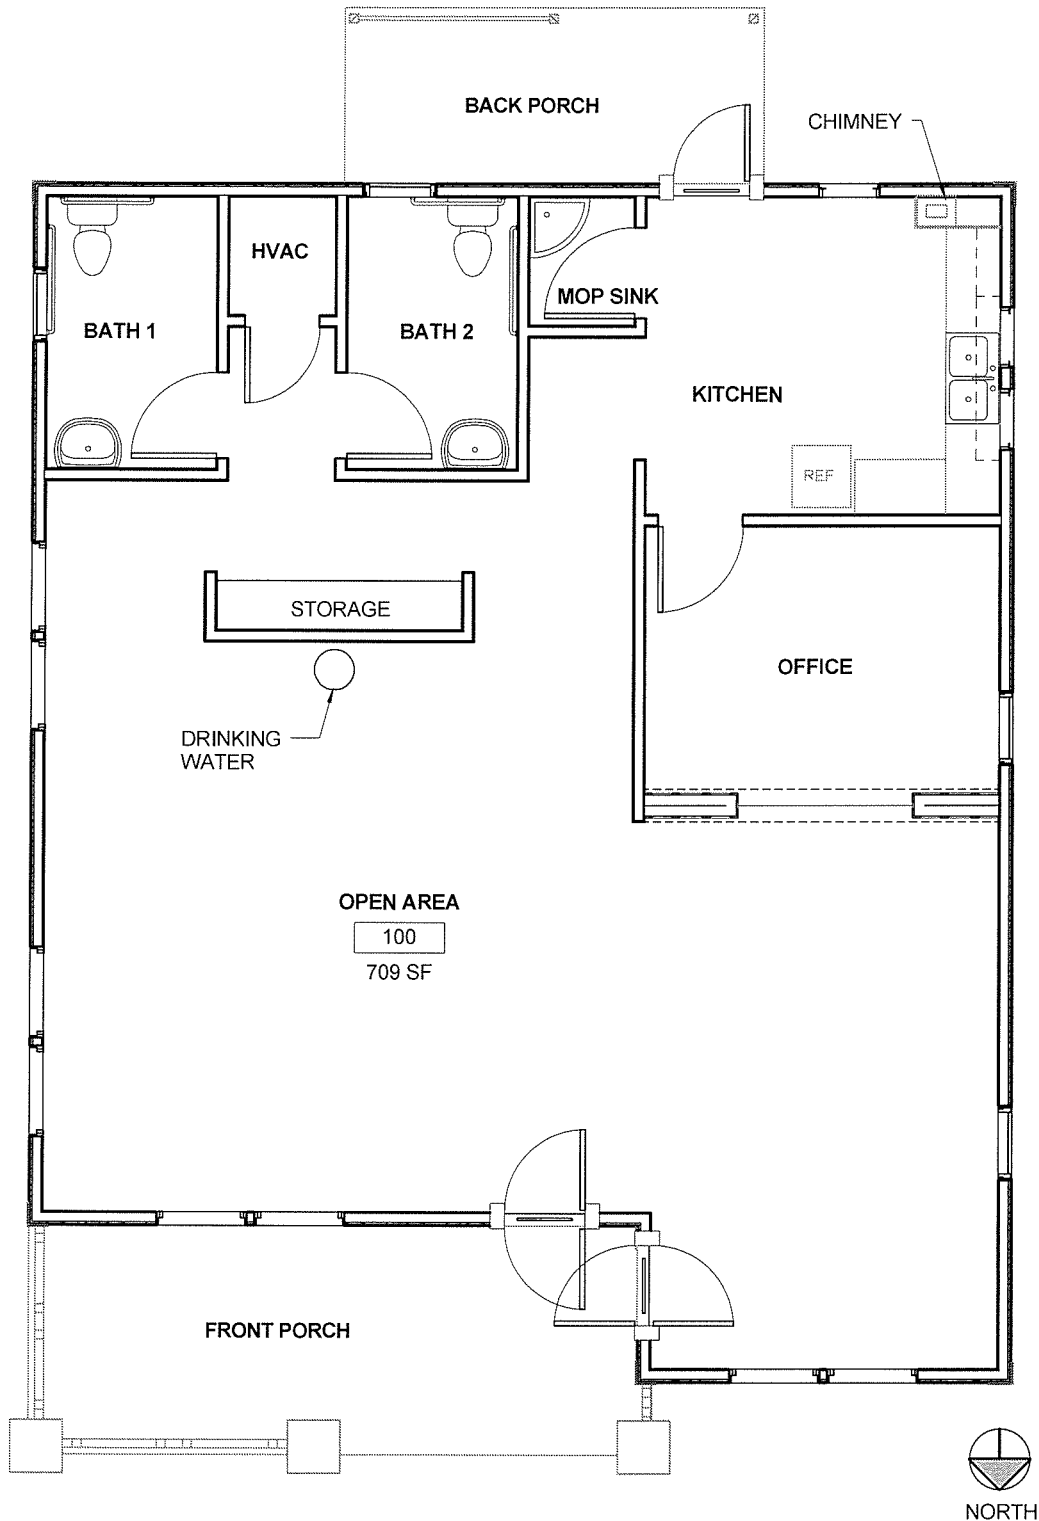 BACK PORCH
CHIMNEY
HVAC
MOP SINK
BATH 1
BATH 2
KITCHEN
REF
STORAGE
OFFICE
DRINKING
WATER
OPEN AREA
100
709 SF
FRONT PORCH
NORTH